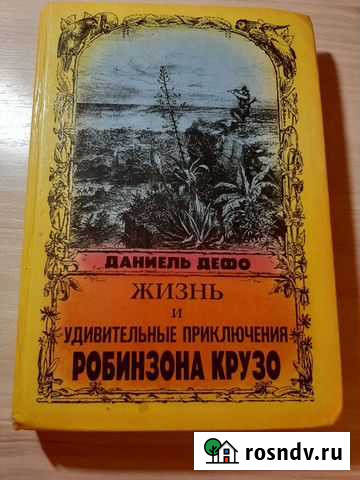 ДАНИЕЛЬ ДЕФО
ЖИЗНЬ
и
УДИВИТЕЛЬНЫЕ ПРИКЛЮЧЕНИЯ
РОБИНЗОНА КРУЗО
rosndv.ru